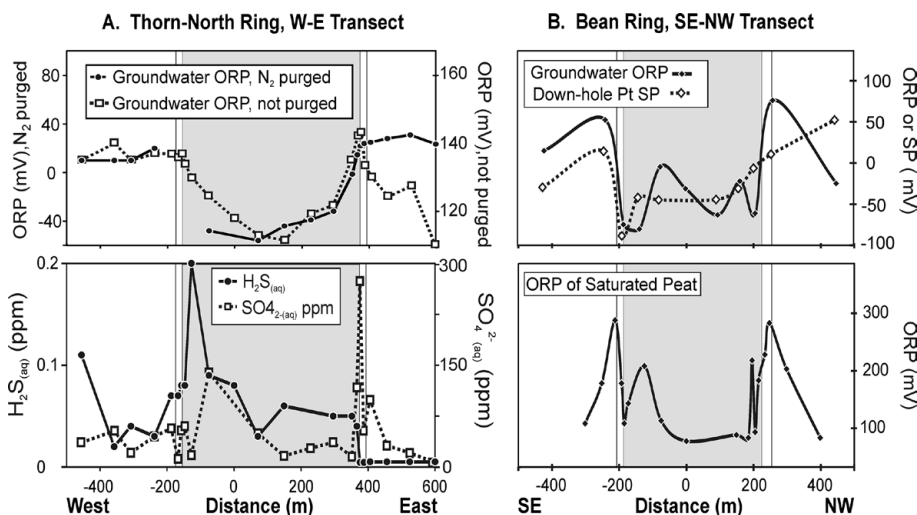 A. Thorn-North Ring, W-E Transect
B. Bean Ring, SE-NW Transect
ORP (mV),N2 purged
80
40
0
-40
Groundwater ORP, N2 purged
Groundwater ORP, not purged
160
140
120
ORP
(mV),not purged
Groundwater ORP
Down-hole Pt SP
100
50
0
-50
-100
ORP or SP (mV)
H2S(aq) (ppm)
0.2
0.1
0
H2S(aq)
SO42-(aq) ppm
300
150
0
SO42-(aq) (ppm)
-400 -200 0 200 400 600
West Distance (m) East
ORP of Saturated Peat
300
200
100
ORP (mV)
-400 -200 0 200 400
SE Distance (m) NW